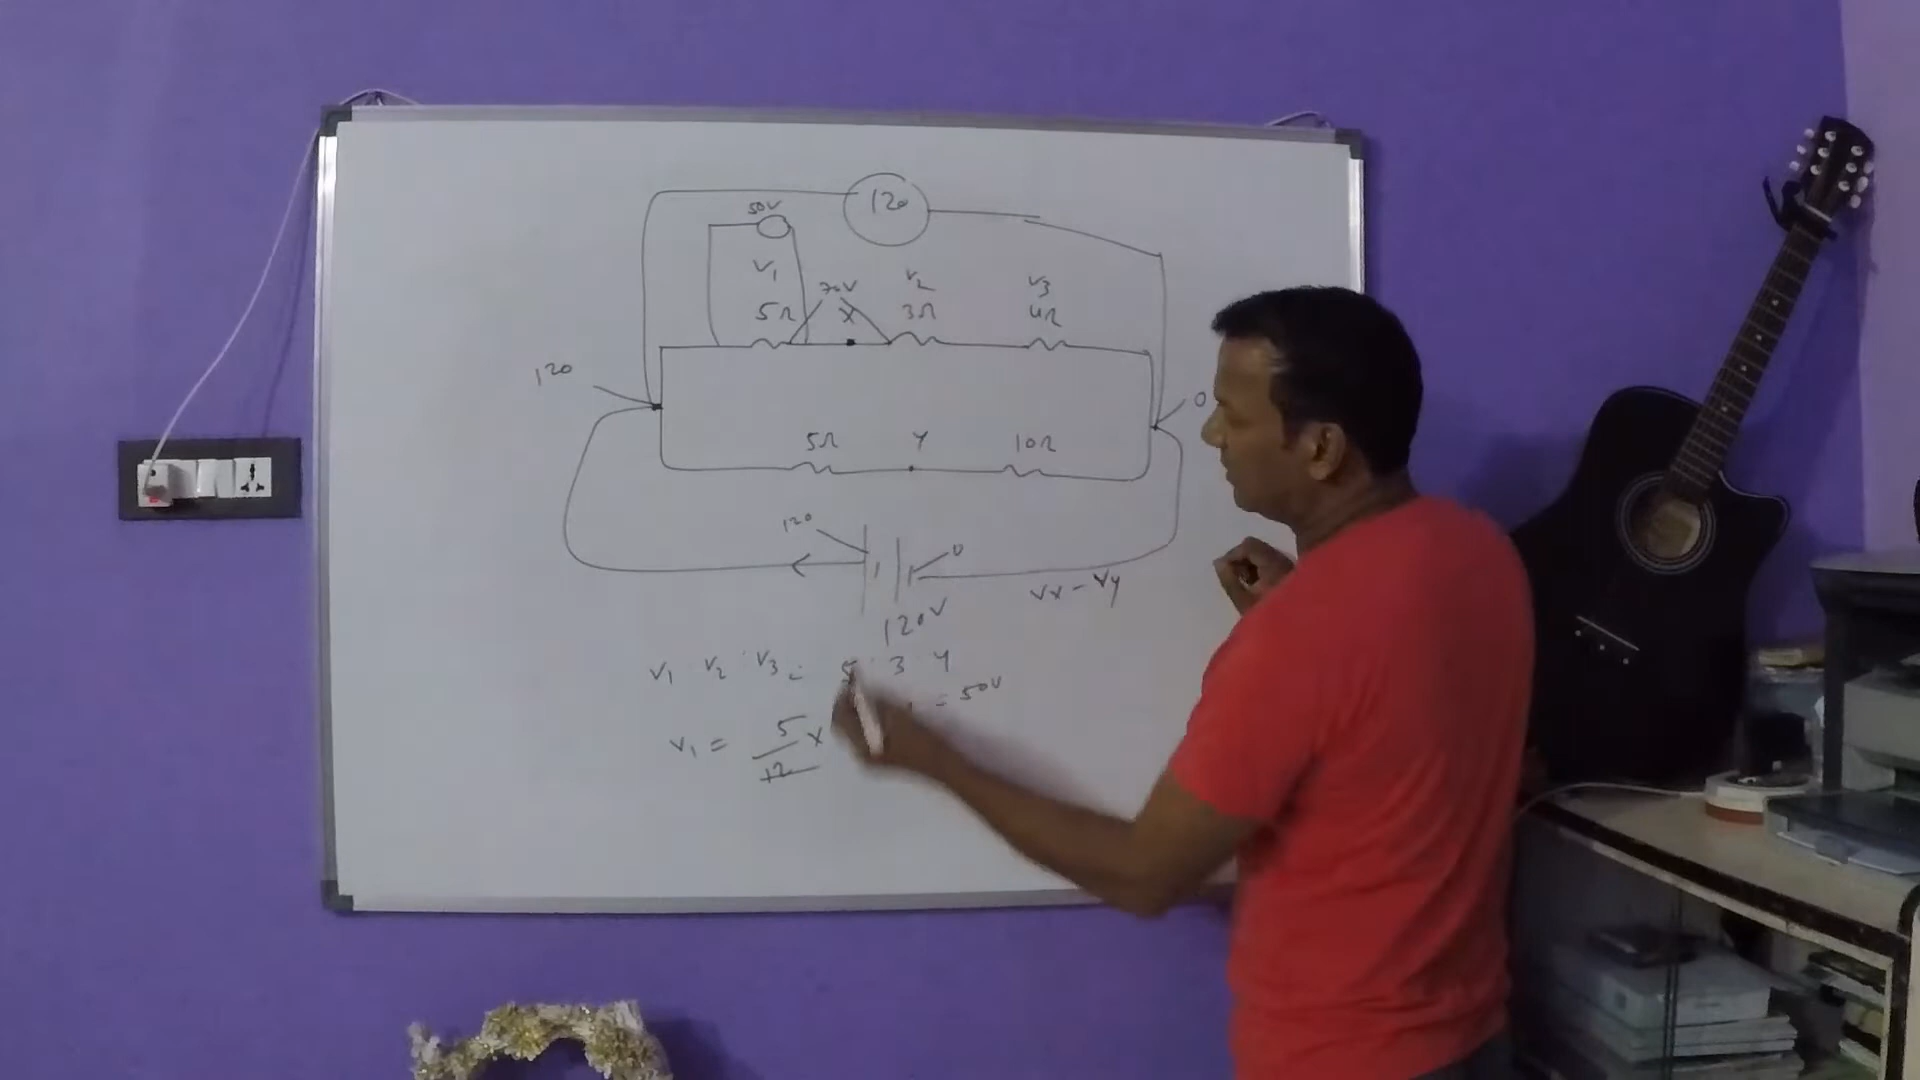 120
50V
V1 70V V2 V3
5Ω X 3Ω 4Ω
120 0
5Ω Y 10Ω
120 0
120V
Vx - Vy
V1 V2 : V3 = 5 : 3 : 4
V1 = 5/12 x = 50V